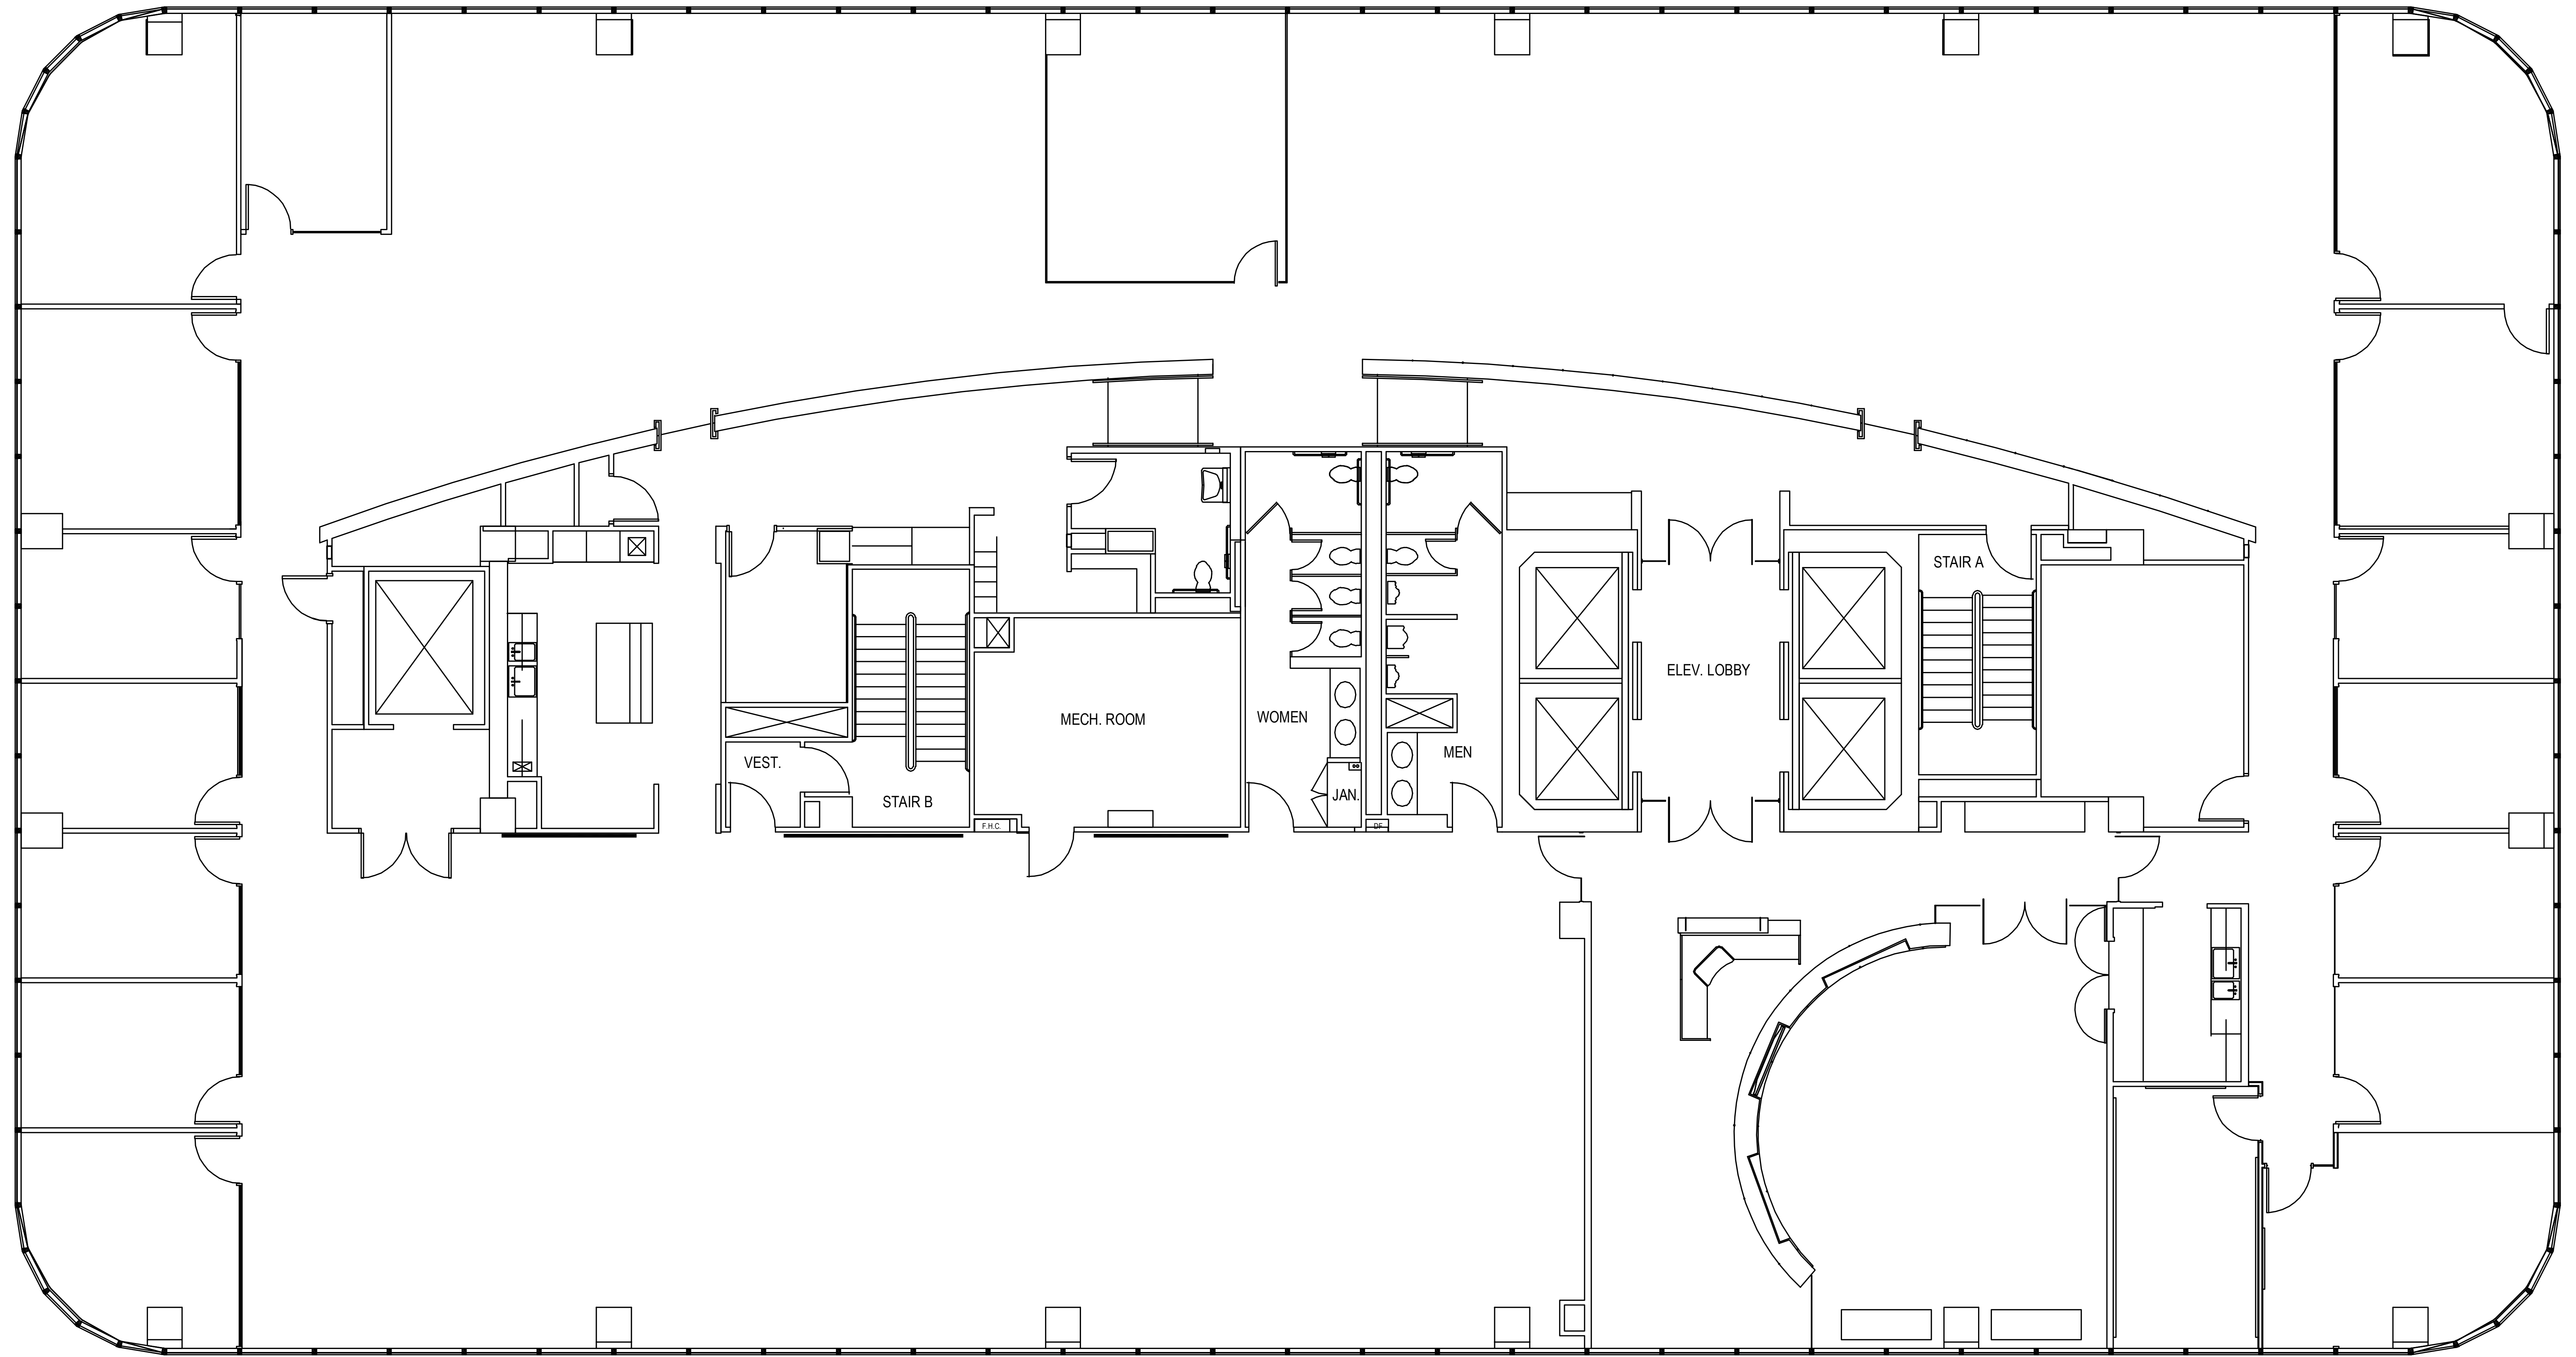 STAIR A
ELEV. LOBBY
MECH. ROOM
WOMEN
MEN
VEST.
JAN.
STAIR B
F.H.C.
DF